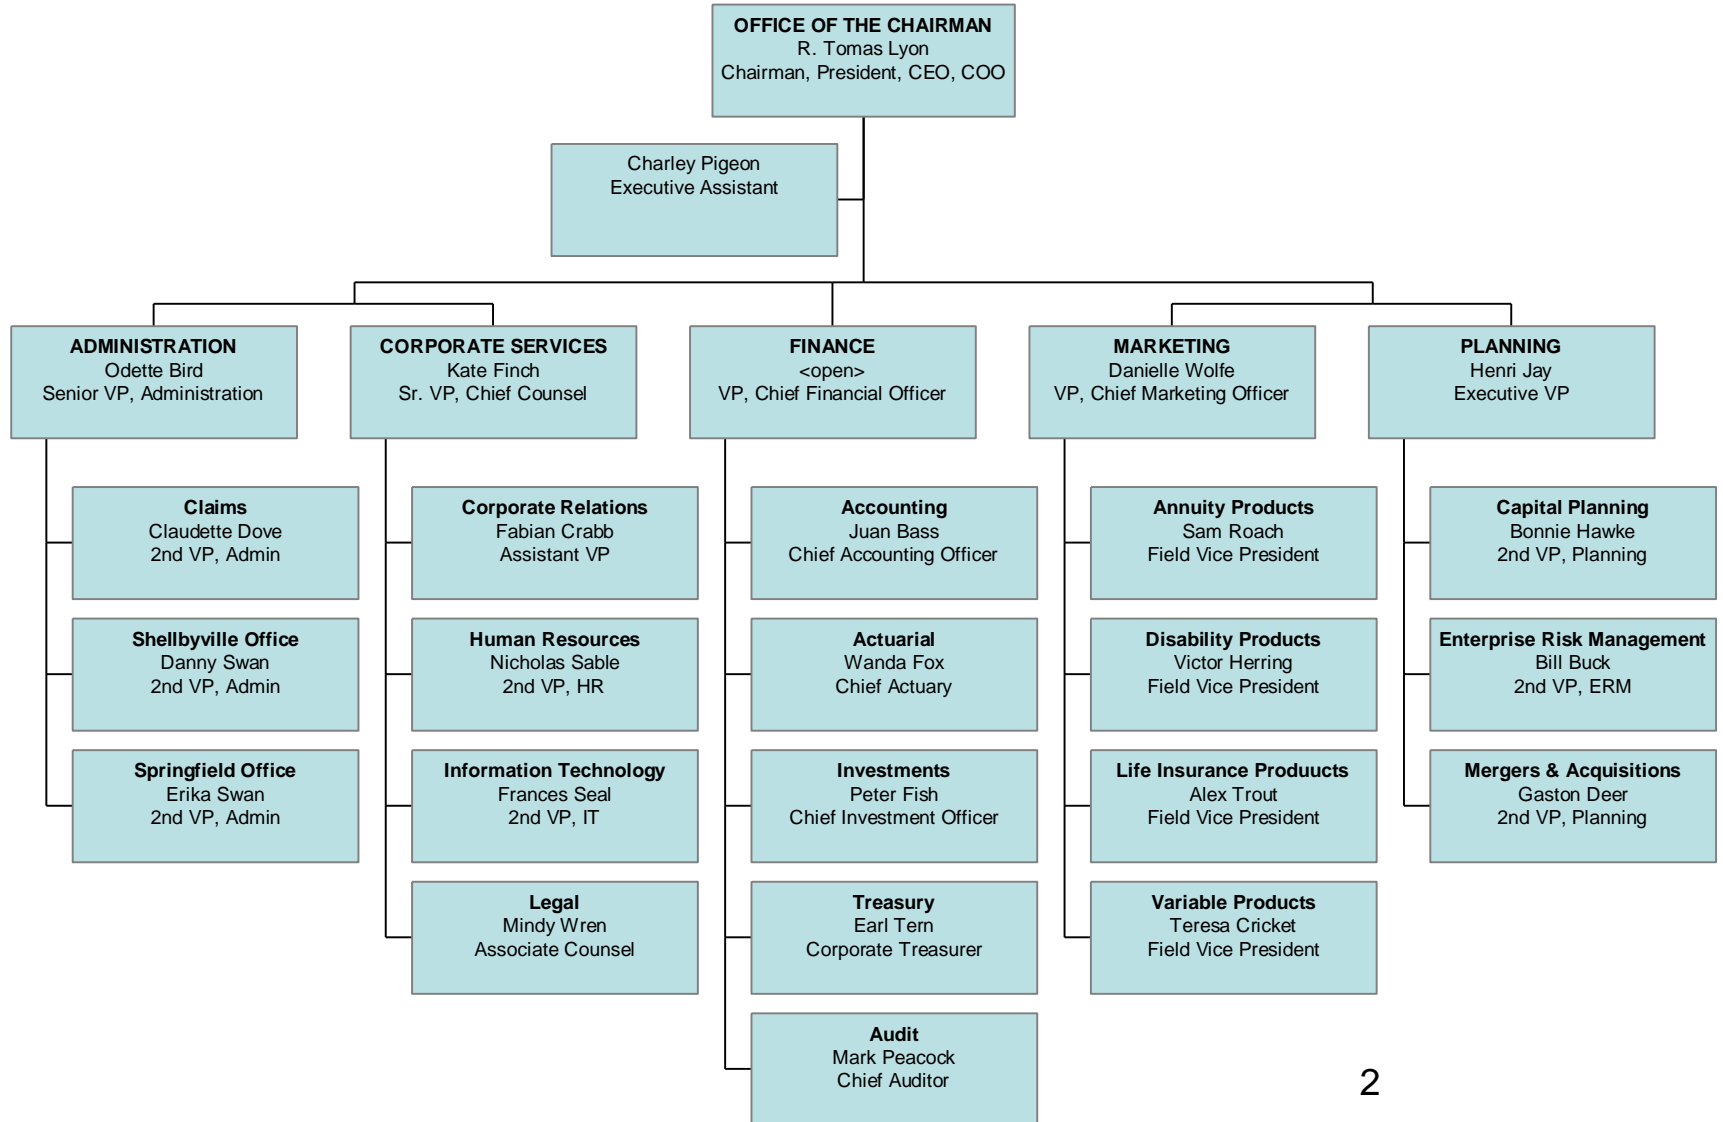 OFFICE OF THE CHAIRMAN
R. Tomas Lyon
Chairman, President, CEO, COO
Charley Pigeon
Executive Assistant
ADMINISTRATION
Odette Bird
Senior VP, Administration
CORPORATE SERVICES
Kate Finch
Sr. VP, Chief Counsel
FINANCE
<open>
VP, Chief Financial Officer
MARKETING
Danielle Wolfe
VP, Chief Marketing Officer
PLANNING
Henri Jay
Executive VP
Claims
Claudette Dove
2nd VP, Admin
Shellbyville Office
Danny Swan
2nd VP, Admin
Springfield Office
Erika Swan
2nd VP, Admin
Corporate Relations
Fabian Crabb
Assistant VP
Human Resources
Nicholas Sable
2nd VP, HR
Information Technology
Frances Seal
2nd VP, IT
Legal
Mindy Wren
Associate Counsel
Accounting
Juan Bass
Chief Accounting Officer
Actuarial
Wanda Fox
Chief Actuary
Investments
Peter Fish
Chief Investment Officer
Treasury
Earl Tern
Corporate Treasurer
Audit
Mark Peacock
Chief Auditor
Annuity Products
Sam Roach
Field Vice President
Disability Products
Victor Herring
Field Vice President
Life Insurance Produucts
Alex Trout
Field Vice President
Variable Products
Teresa Cricket
Field Vice President
Capital Planning
Bonnie Hawke
2nd VP, Planning
Enterprise Risk Management
Bill Buck
2nd VP, ERM
Mergers & Acquisitions
Gaston Deer
2nd VP, Planning
2